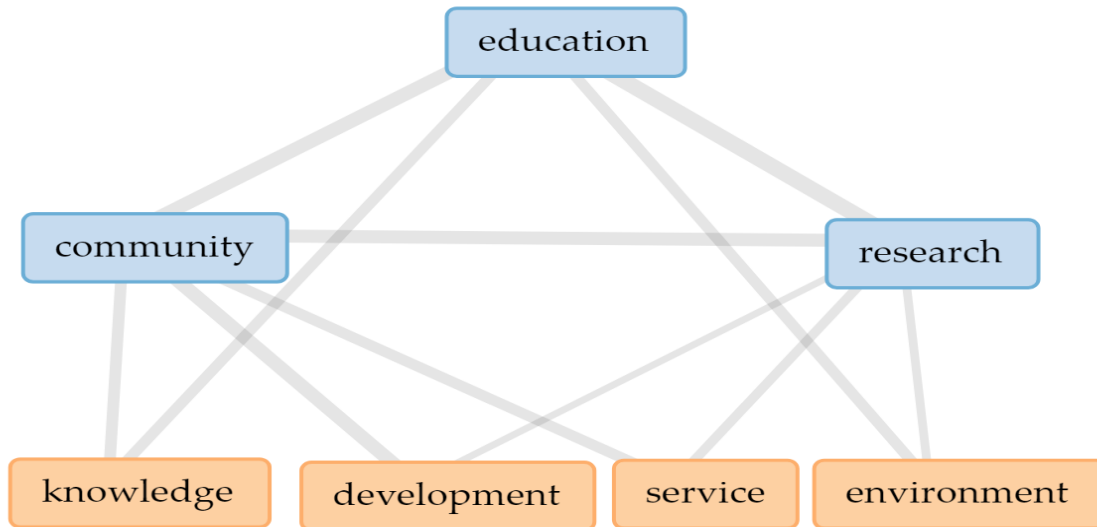 education
community
research
knowledge
development
service
environment